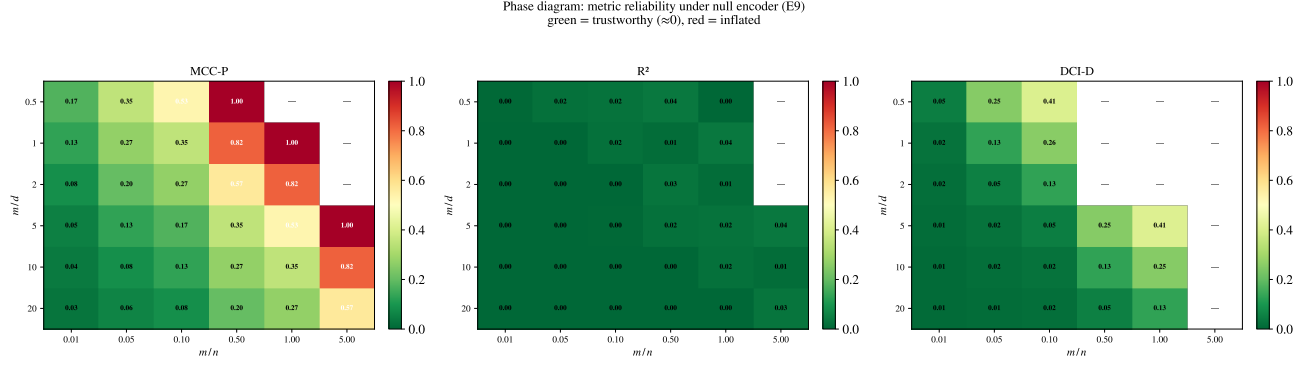 Phase diagram: metric reliability under null encoder (E9)
green = trustworthy (≈0), red = inflated
MCC-P
m/d
0.5 0.17 0.35 1.00 — —
1 0.13 0.27 0.35 0.82 1.00 —
2 0.08 0.20 0.27 0.57 0.82 —
5 0.05 0.13 0.17 0.35 1.00
10 0.04 0.08 0.13 0.27 0.35 0.82
20 0.03 0.06 0.08 0.20 0.27 0.57
0.01 0.05 0.10 0.50 1.00 5.00
m/n
1.0
0.8
0.6
0.4
0.2
0.0
R²
m/d
0.5 0.00 0.02 0.02 0.04 0.00 —
1 0.00 0.00 0.02 0.01 0.04 —
2 0.00 0.00 0.00 0.03 0.01 —
5 0.00 0.00 0.00 0.02 0.02 0.04
10 0.00 0.00 0.00 0.00 0.02 0.01
20 0.00 0.00 0.00 0.00 0.00 0.03
0.01 0.05 0.10 0.50 1.00 5.00
m/n
1.0
0.8
0.6
0.4
0.2
0.0
DCI-D
m/d
0.5 0.05 0.25 0.41 — — —
1 0.02 0.13 0.26 — — —
2 0.02 0.05 0.13 — — —
5 0.01 0.02 0.05 0.25 0.41 —
10 0.01 0.02 0.02 0.13 0.25 —
20 0.01 0.01 0.02 0.05 0.13 —
0.01 0.05 0.10 0.50 1.00 5.00
m/n
1.0
0.8
0.6
0.4
0.2
0.0